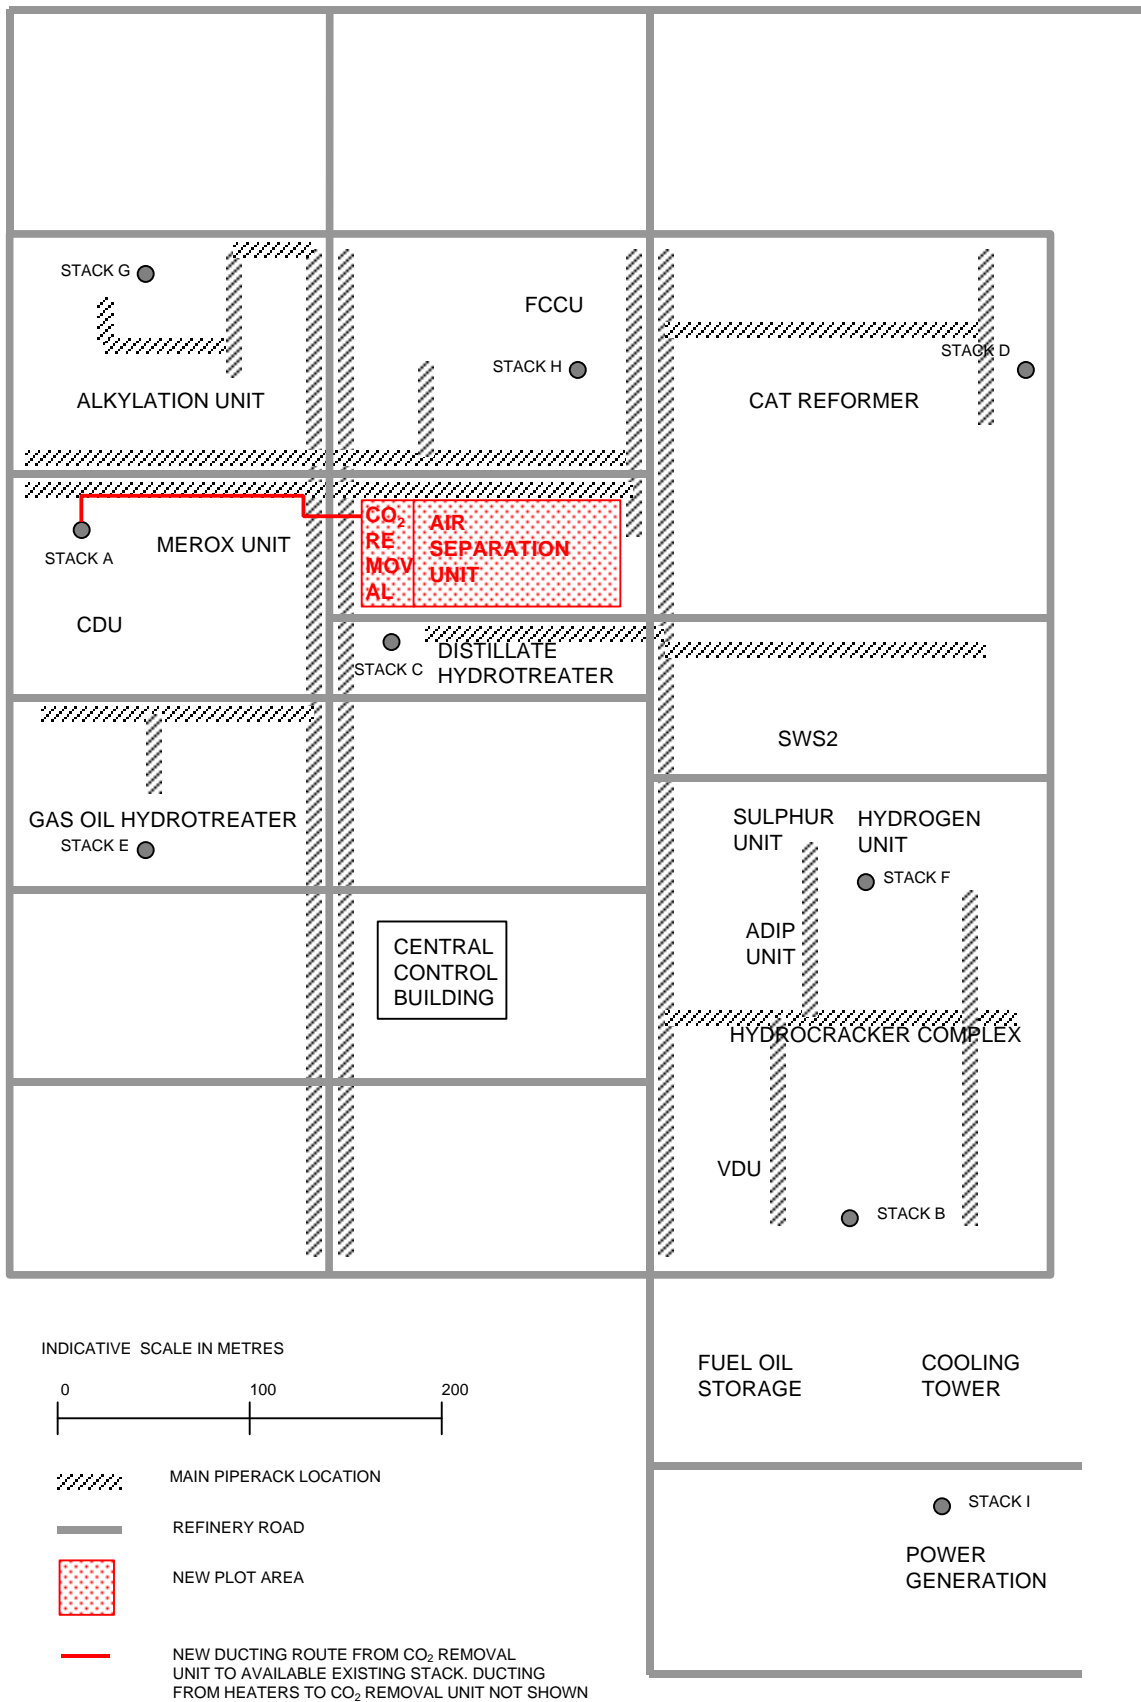 STACK G
FCCU
STACK H
STACK D
ALKYLATION UNIT
CAT REFORMER
CO₂
RE
MOV
AL
AIR
SEPARATION
UNIT
MEROX UNIT
STACK A
CDU
STACK C
DISTILLATE
HYDROTREATER
SWS2
GAS OIL HYDROTREATER
STACK E
SULPHUR
UNIT
HYDROGEN
UNIT
STACK F
ADIP
UNIT
CENTRAL
CONTROL
BUILDING
HYDROCRACKER COMPLEX
VDU
STACK B
INDICATIVE SCALE IN METRES
0 100 200
FUEL OIL
STORAGE
COOLING
TOWER
MAIN PIPERACK LOCATION
REFINERY ROAD
NEW PLOT AREA
STACK I
POWER
GENERATION
NEW DUCTING ROUTE FROM CO₂ REMOVAL
UNIT TO AVAILABLE EXISTING STACK. DUCTING
FROM HEATERS TO CO₂ REMOVAL UNIT NOT SHOWN